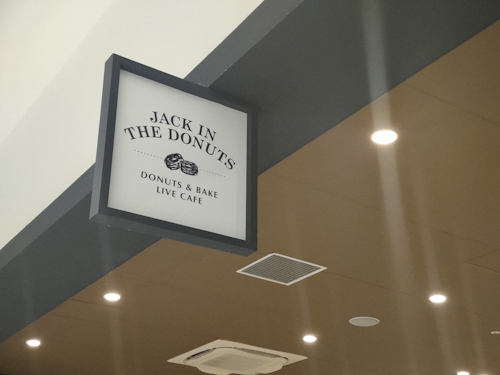 JACK IN
THE DONUTS
DONUTS & BAKE
LIVE CAFE